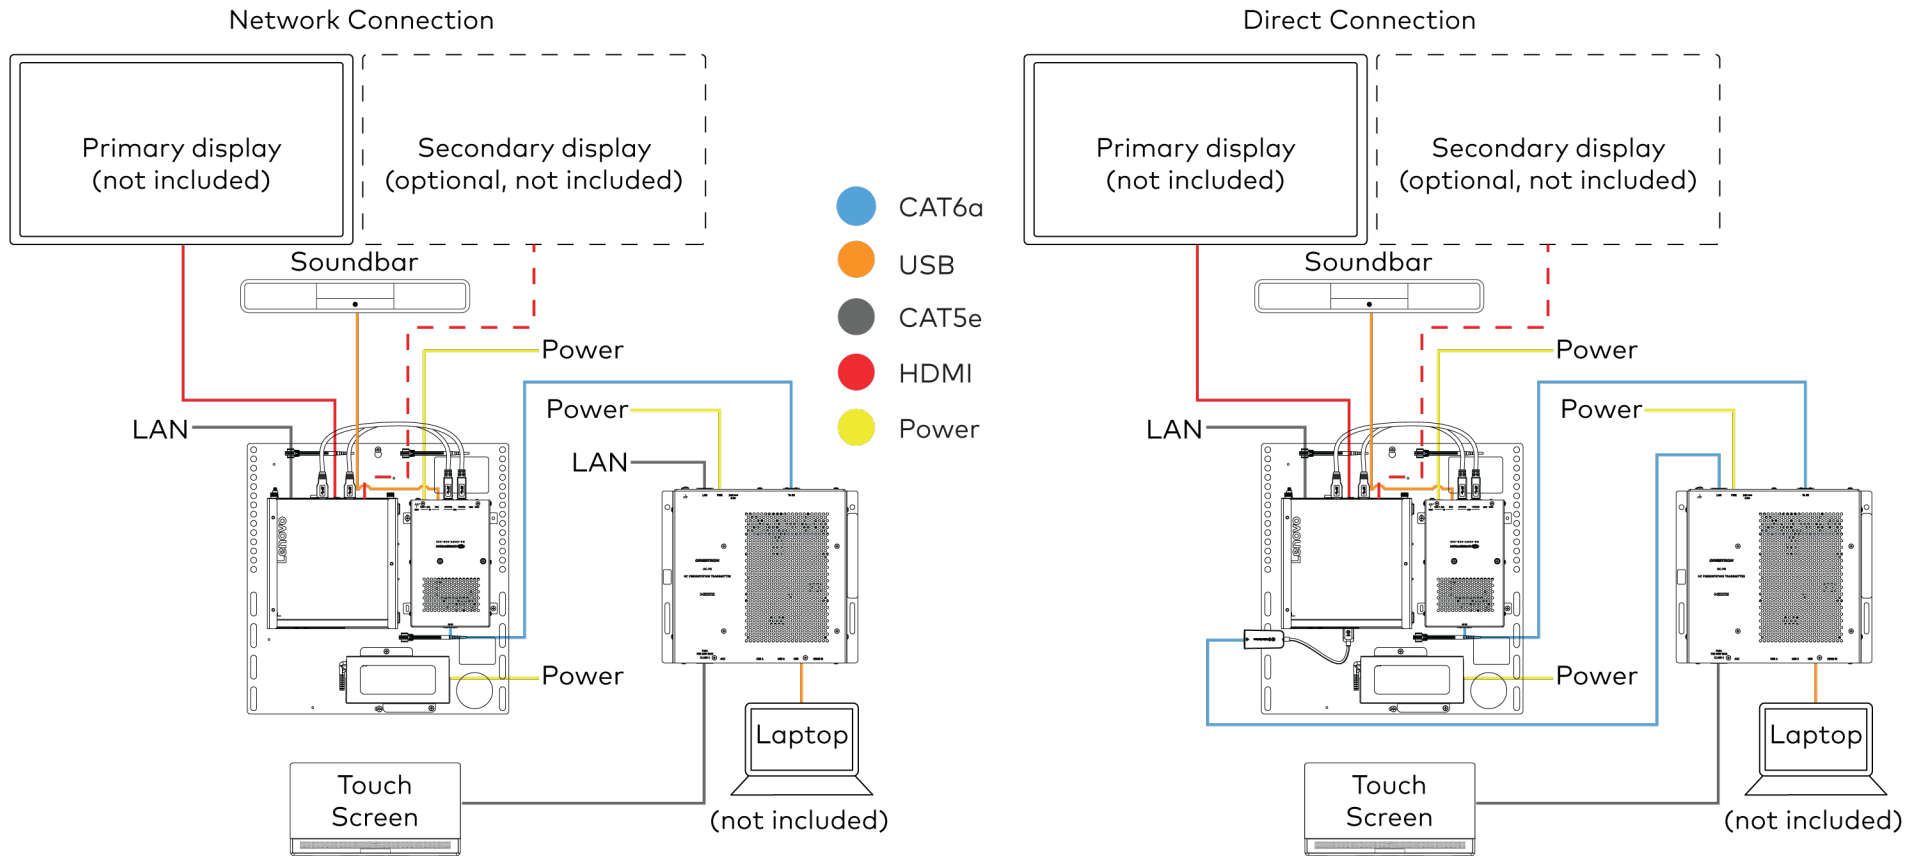 Network Connection
Primary display
(not included)
Secondary display
(optional, not included)
Soundbar
Power
Power
LAN
LAN
Lenovo
CRESTRON
Power
Laptop
(not included)
Touch
Screen
CAT6a
USB
CAT5e
HDMI
Power
Direct Connection
Primary display
(not included)
Secondary display
(optional, not included)
Soundbar
Power
Power
LAN
Lenovo
CRESTRON
Power
Laptop
(not included)
Touch
Screen